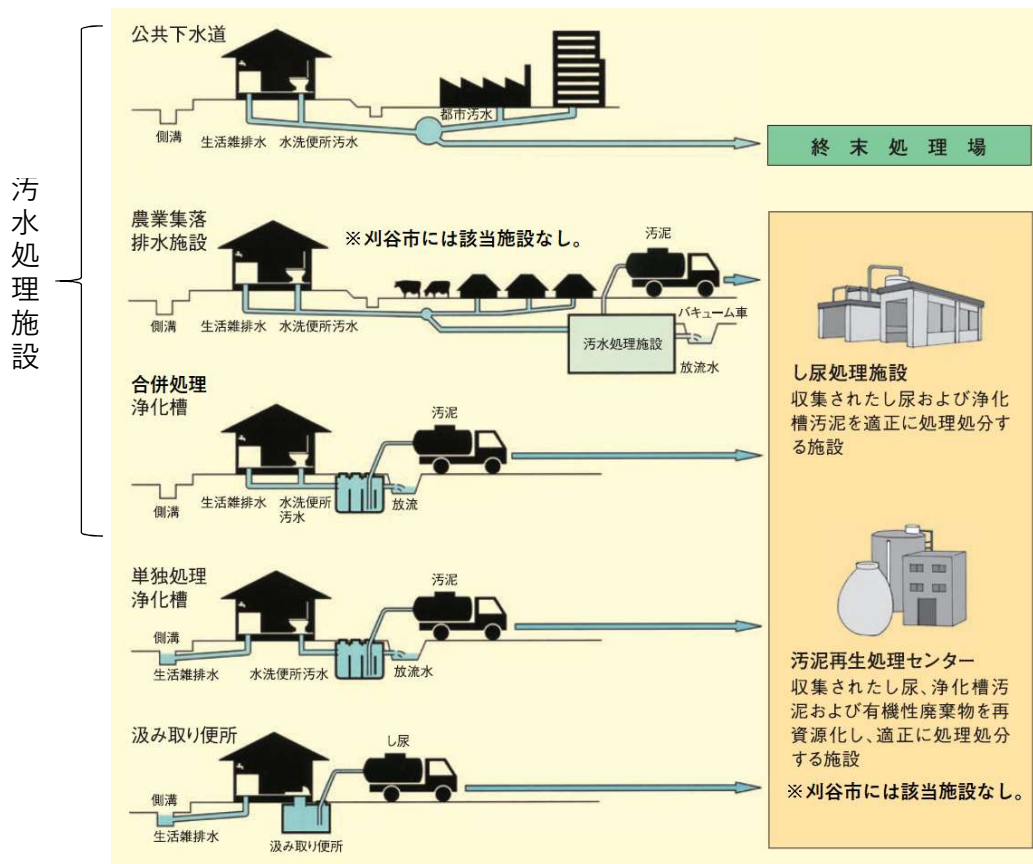 汚水処理施設
公共下水道
都市汚水
側溝
生活雑排水
水洗便所汚水
終末処理場
農業集落
排水施設
※刈谷市には該当施設なし。
汚泥
側溝
生活雑排水
水洗便所汚水
汚水処理施設
バキューム車
放流水
合併処理
浄化槽
汚泥
側溝
生活雑排水
水洗便所
汚水
放流
し尿処理施設
収集されたし尿および浄化
槽汚泥を適正に処理処分す
る施設
単独処理
浄化槽
汚泥
側溝
生活雑排水
水洗便所汚水
放流水
汚泥再生処理センター
収集されたし尿、浄化槽汚
泥および有機性廃棄物を再
資源化し、適正に処理処分
する施設
※刈谷市には該当施設なし。
汲み取り便所
し尿
側溝
生活雑排水
汲み取り便所